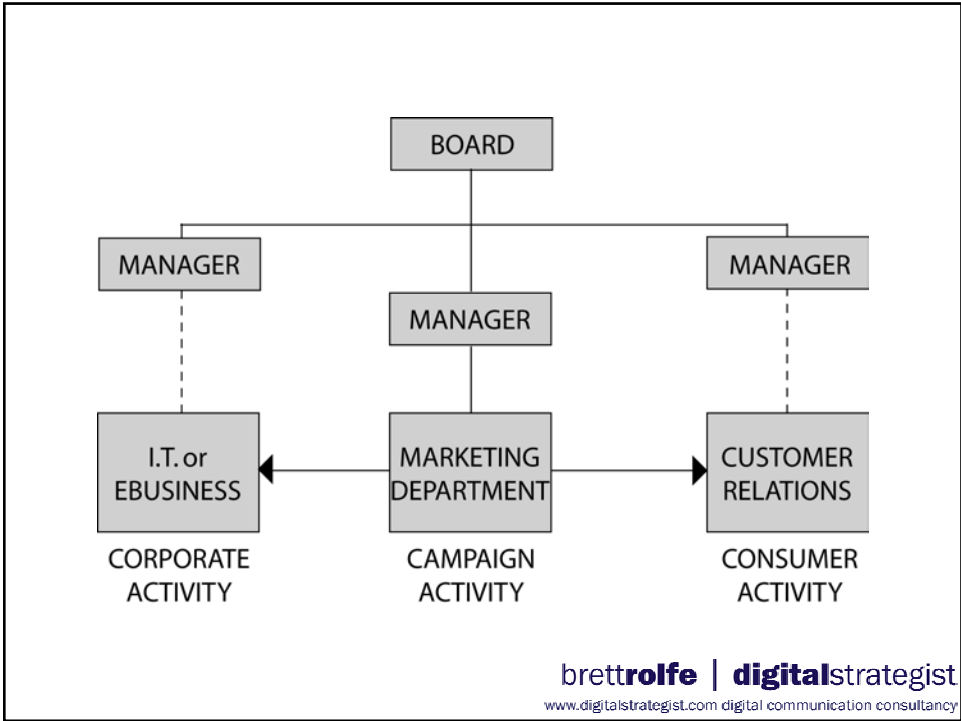 BOARD
MANAGER
MANAGER
MANAGER
I.T. or
EBUSINESS
MARKETING
DEPARTMENT
CUSTOMER
RELATIONS
CORPORATE
ACTIVITY
CAMPAIGN
ACTIVITY
CONSUMER
ACTIVITY
brettrolfe | digitalstrategist
www.digitalstrategist.com digital communication consultancy